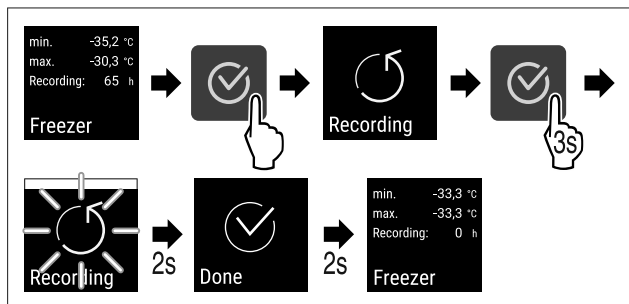 min. -35,2 °C
max. -30,3 °C
Recording: 65 h
Freezer
Recording
3s
Recording
2s
Done
2s
min. -33,3 °C
max. -33,3 °C
Recording: 0 h
Freezer